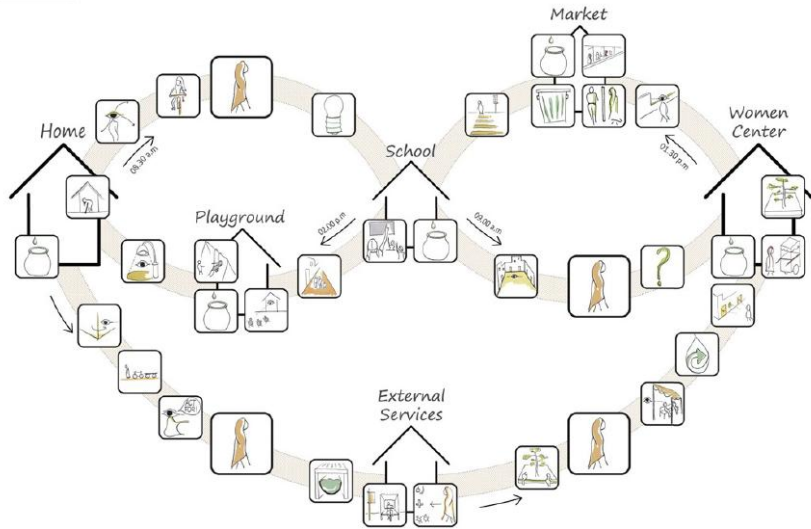 Market
Women
Center
Home
School
Playground
External
Services
08.30 a.m
01.30 p.m
02.00 p.m
09.00 a.m
?